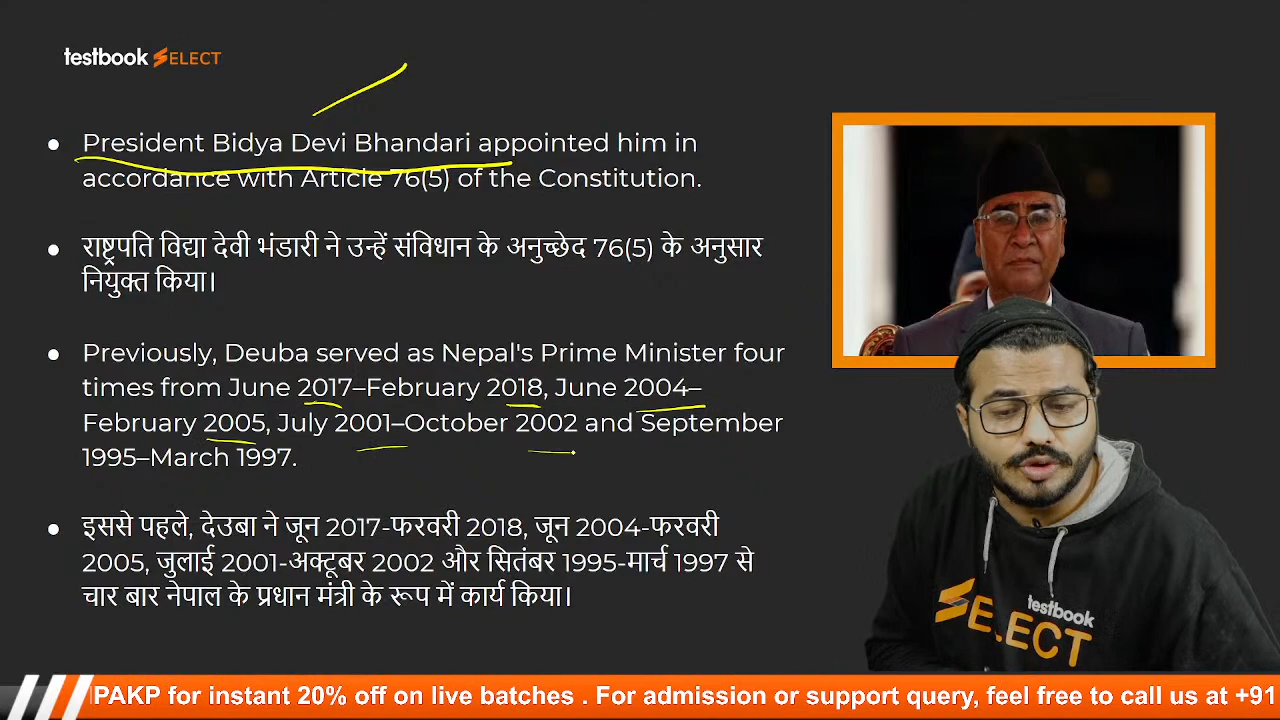 testbook SELECT
President Bidya Devi Bhandari appointed him in
accordance with Article 76(5) of the Constitution.
राष्ट्रपति विद्या देवी भंडारी ने उन्हें संविधान के अनुच्छेद 76(5) के अनुसार
नियुक्त किया।
Previously, Deuba served as Nepal's Prime Minister four
times from June 2017–February 2018, June 2004–
February 2005, July 2001–October 2002 and September
1995–March 1997.
इससे पहले, देउबा ने जून 2017-फरवरी 2018, जून 2004-फरवरी
2005, जुलाई 2001-अक्टूबर 2002 और सितंबर 1995-मार्च 1997 से
चार बार नेपाल के प्रधान मंत्री के रूप में कार्य किया।
testbook
SELECT
PAKP for instant 20% off on live batches . For admission or support query, feel free to call us at +91